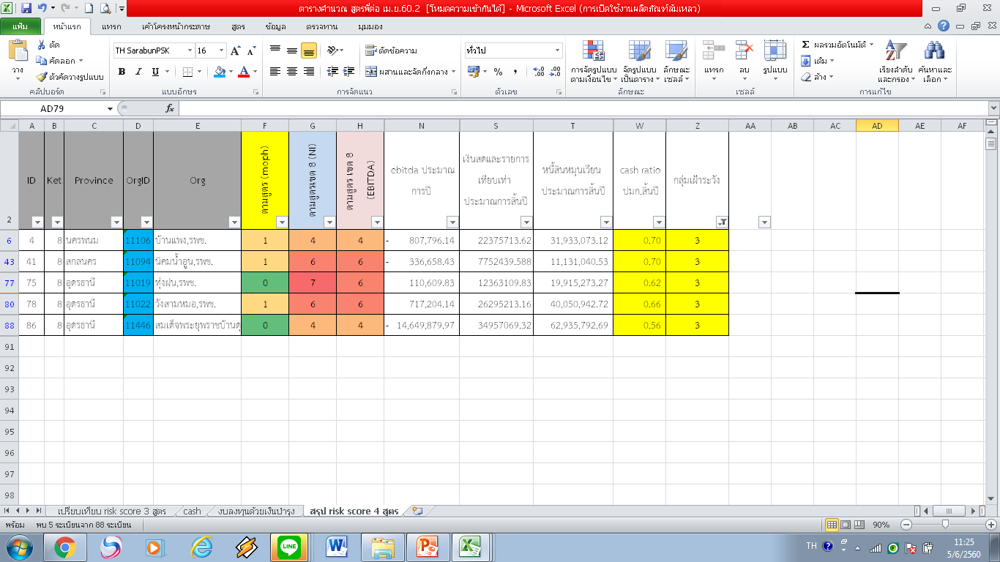 ตารางคำนวณ สูตรพี่ต่อ เม.ย.60.2 [โหมดความเข้ากันได้] - Microsoft Excel (การเปิดใช้งานผลิตภัณฑ์ล้มเหลว)
แฟ้ม หน้าแรก แทรก เค้าโครงหน้ากระดาษ สูตร ข้อมูล ตรวจทาน มุมมอง
วาง
ตัด
คัดลอก
ตัวคัดวางรูปแบบ
คลิปบอร์ด
TH SarabunPSK 16
B I U
แบบอักษร
ตัดข้อความ
ผสานและจัดกึ่งกลาง
การจัดแนว
ทั่วไป
ตัวเลข
การจัดรูปแบบตามเงื่อนไข
จัดรูปแบบเป็นตาราง
ลักษณะเซลล์
ลักษณะ
แทรก ลบ รูปแบบ
เซลล์
ผลรวมอัตโนมัติ
เติม
ล้าง
เรียงลำดับและกรอง
ค้นหาและเลือก
การแก้ไข
AD79 fx
A B C D E F G H N S T W Z AA AB AC AD AE AF
2 ID Ket Province OrgID Org ตามสูตร (moph) ตามสูตรเขต 8 (NI) ตามสูตร เขต 8 (EBITDA) ebitda ประมาณการปี เงินสดและรายการเทียบเท่า ประมาณการสิ้นปี หนี้สินหมุนเวียน ประมาณการสิ้นปี cash ratio ปมก.สิ้นปี กลุ่มเฝ้าระวัง
6 4 8 นครพนม 11106 บ้านแพง,รพช. 1 4 4 - 807,796.14 22375713.62 31,933,073.12 0.70 3
43 41 8 สกลนคร 11094 นิคมน้ำอูน,รพช. 1 6 6 - 336,658.43 7752439.588 11,131,040.53 0.70 3
77 75 8 อุดรธานี 11019 ทุ่งฝน,รพช. 0 7 6 110,609.83 12363109.83 19,915,273.27 0.62 3
80 78 8 อุดรธานี 11022 วังสามหมอ,รพช. 1 6 6 717,204.14 26295213.16 40,050,942.72 0.66 3
88 86 8 อุดรธานี 11446 สมเด็จพระยุพราชบ้านดุ 0 4 4 - 14,649,879.97 34957069.32 62,935,792.69 0.56 3
91
92
93
94
95
96
97
98
เปรียบเทียบ risk score 3 สูตร cash งบลงทุนด้วยเงินบำรุง สรุป risk score 4 สูตร
พร้อม พบ 5 ระเบียนจาก 88 ระเบียน 90%
LINE TH 11:25
5/6/2560